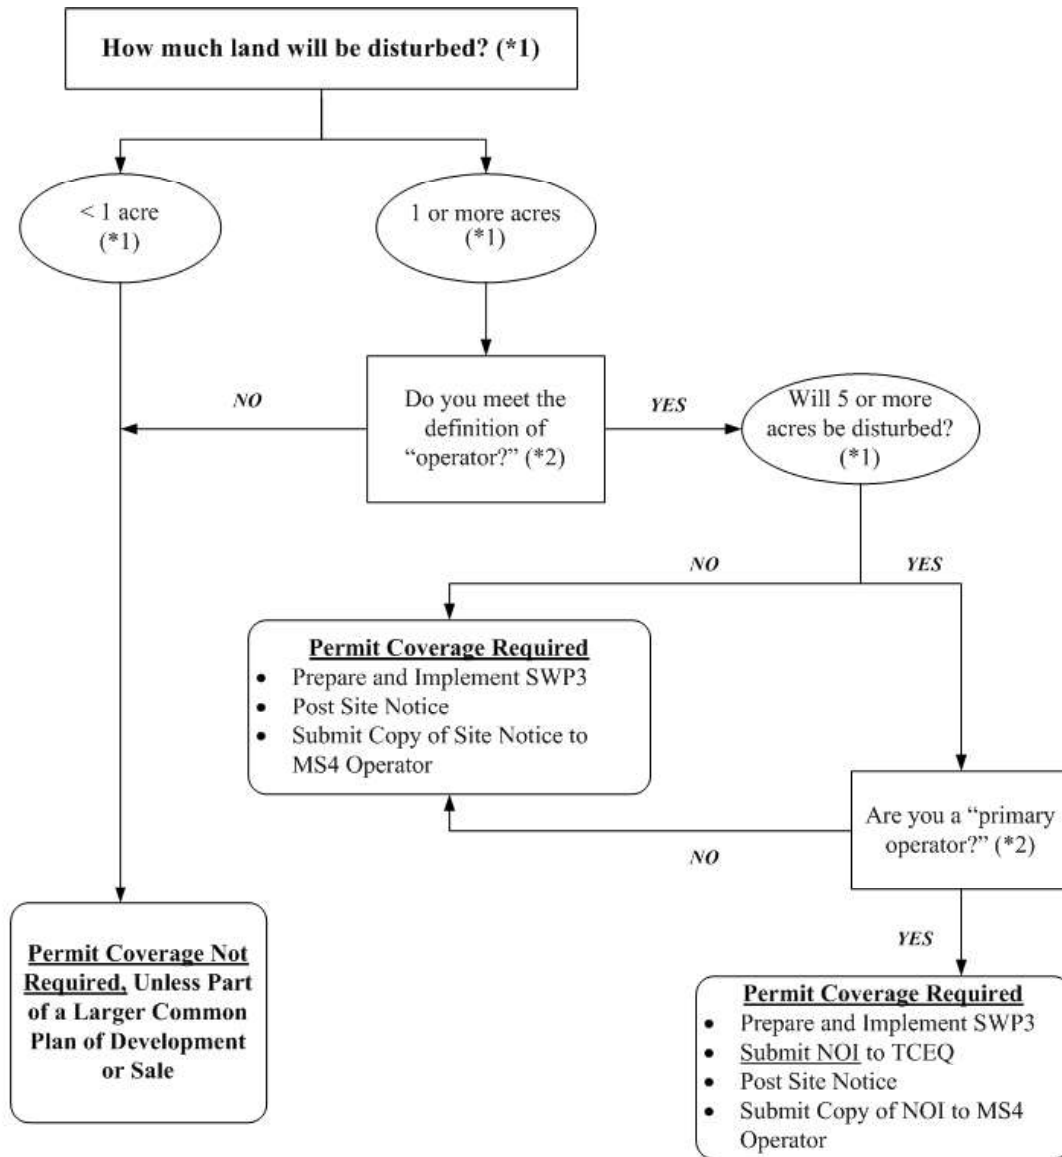 How much land will be disturbed? (*1)
< 1 acre
(*1)
1 or more acres
(*1)
NO
Do you meet the
definition of
“operator?” (*2)
YES
Will 5 or more
acres be disturbed?
(*1)
NO
YES
Permit Coverage Required
• Prepare and Implement SWP3
• Post Site Notice
• Submit Copy of Site Notice to
MS4 Operator
Are you a “primary
operator?” (*2)
NO
YES
Permit Coverage Not
Required, Unless Part
of a Larger Common
Plan of Development
or Sale
Permit Coverage Required
• Prepare and Implement SWP3
• Submit NOI to TCEQ
• Post Site Notice
• Submit Copy of NOI to MS4
Operator